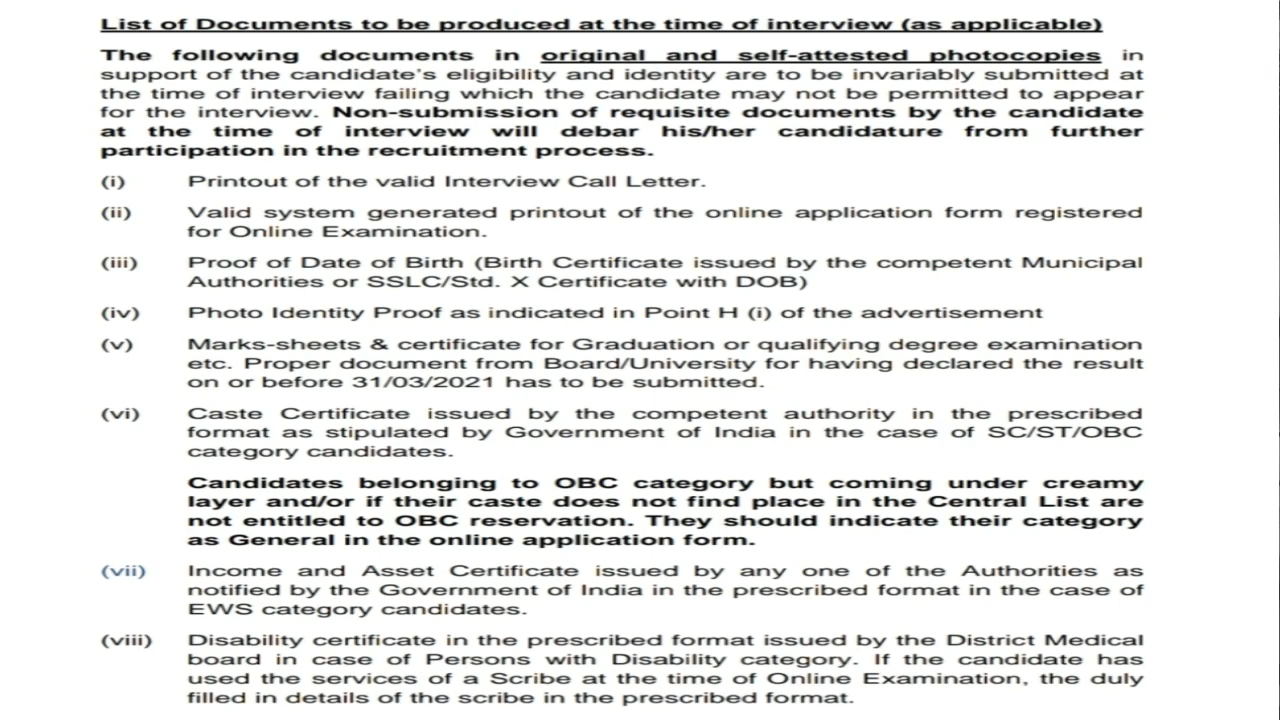 List of Documents to be produced at the time of interview (as applicable)
The following documents in original and self-attested photocopies in
support of the candidate's eligibility and identity are to be invariably submitted at
the time of interview failing which the candidate may not be permitted to appear
for the interview. Non-submission of requisite documents by the candidate
at the time of interview will debar his/her candidature from further
participation in the recruitment process.
(i) Printout of the valid Interview Call Letter.
(ii) Valid system generated printout of the online application form registered
for Online Examination.
(iii) Proof of Date of Birth (Birth Certificate issued by the competent Municipal
Authorities or SSLC/Std. X Certificate with DOB)
(iv) Photo Identity Proof as indicated in Point H (i) of the advertisement
(v) Marks-sheets & certificate for Graduation or qualifying degree examination
etc. Proper document from Board/University for having declared the result
on or before 31/03/2021 has to be submitted.
(vi) Caste Certificate issued by the competent authority in the prescribed
format as stipulated by Government of India in the case of SC/ST/OBC
category candidates.
Candidates belonging to OBC category but coming under creamy
layer and/or if their caste does not find place in the Central List are
not entitled to OBC reservation. They should indicate their category
as General in the online application form.
(vii) Income and Asset Certificate issued by any one of the Authorities as
notified by the Government of India in the prescribed format in the case of
EWS category candidates.
(viii) Disability certificate in the prescribed format issued by the District Medical
board in case of Persons with Disability category. If the candidate has
used the services of a Scribe at the time of Online Examination, the duly
filled in details of the scribe in the prescribed format.